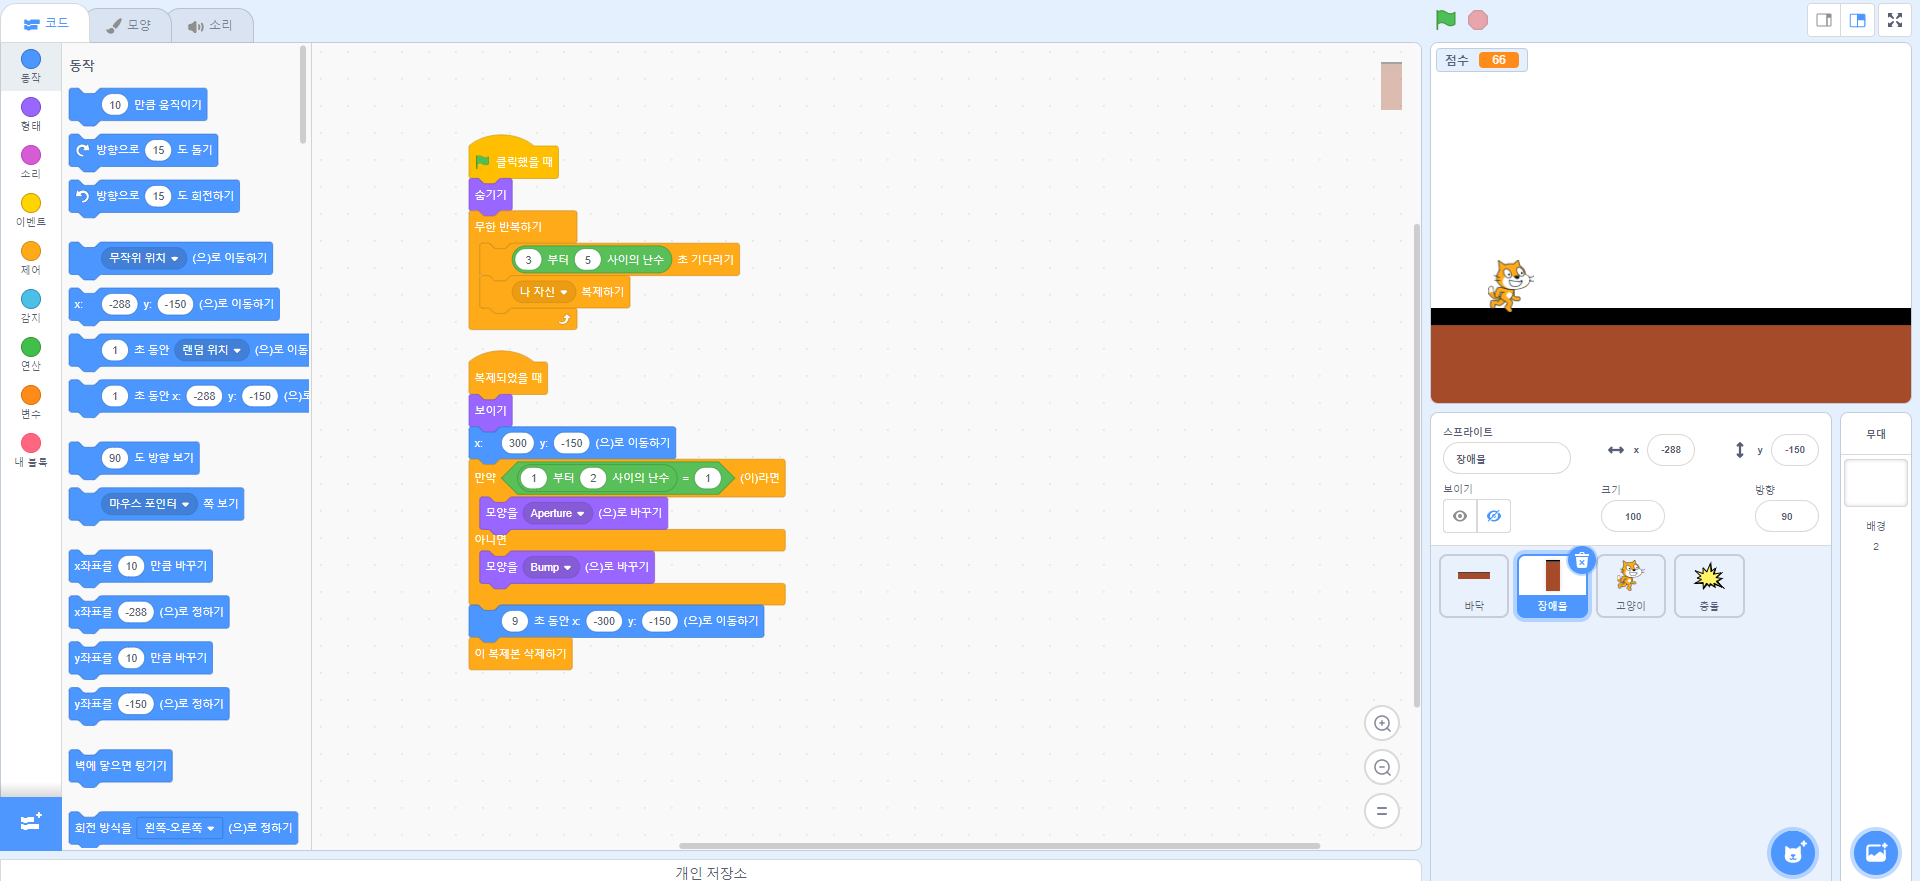 코드
모양
소리
점수 66
동작
형태
소리
이벤트
제어
감지
연산
변수
내 블록
동작
10 만큼 움직이기
방향으로 15 도 돌기
방향으로 15 도 회전하기
무작위 위치 (으)로 이동하기
x: -288 y: -150 (으)로 이동하기
1 초 동안 랜덤 위치 (으)로 이동
1 초 동안 x: -288 y: -150 (으)로
90 도 방향 보기
마우스 포인터 쪽 보기
x좌표를 10 만큼 바꾸기
x좌표를 -288 (으)로 정하기
y좌표를 10 만큼 바꾸기
y좌표를 -150 (으)로 정하기
벽에 닿으면 튕기기
회전 방식을 왼쪽-오른쪽 (으)로 정하기
클릭했을 때
숨기기
무한 반복하기
3 부터 5 사이의 난수 초 기다리기
나 자신 복제하기
복제되었을 때
보이기
x: 300 y: -150 (으)로 이동하기
만약 1 부터 2 사이의 난수 = 1 (이)라면
모양을 Aperture (으)로 바꾸기
아니면
모양을 Bump (으)로 바꾸기
9 초 동안 x: -300 y: -150 (으)로 이동하기
이 복제본 삭제하기
개인 저장소
스프라이트
장애물
x -288
y -150
보이기
크기
100
방향
90
바닥
장애물
고양이
충돌
무대
배경
2